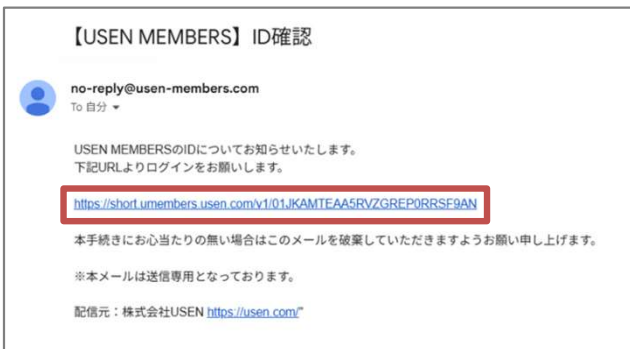 【USEN MEMBERS】ID確認
no-reply@usen-members.com
To 自分
USEN MEMBERSのIDについてお知らせいたします。
下記URLよりログインをお願いします。
https://short.umembers.usen.com/v1/01JKAMTEAA5RVZGREP0RRSF9AN
本手続きにお心当たりの無い場合はこのメールを破棄していただきますようお願い申し上げます。
※本メールは送信専用となっております。
配信元：株式会社USEN https://usen.com/"